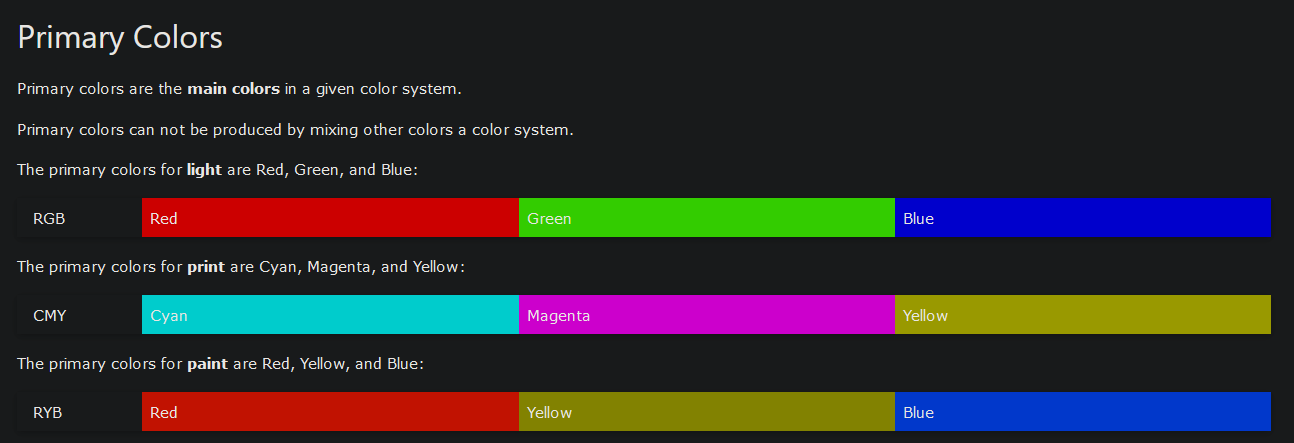 Primary Colors
Primary colors are the main colors in a given color system.
Primary colors can not be produced by mixing other colors a color system.
The primary colors for light are Red, Green, and Blue:
RGB Red Green Blue
The primary colors for print are Cyan, Magenta, and Yellow:
CMY Cyan Magenta Yellow
The primary colors for paint are Red, Yellow, and Blue:
RYB Red Yellow Blue